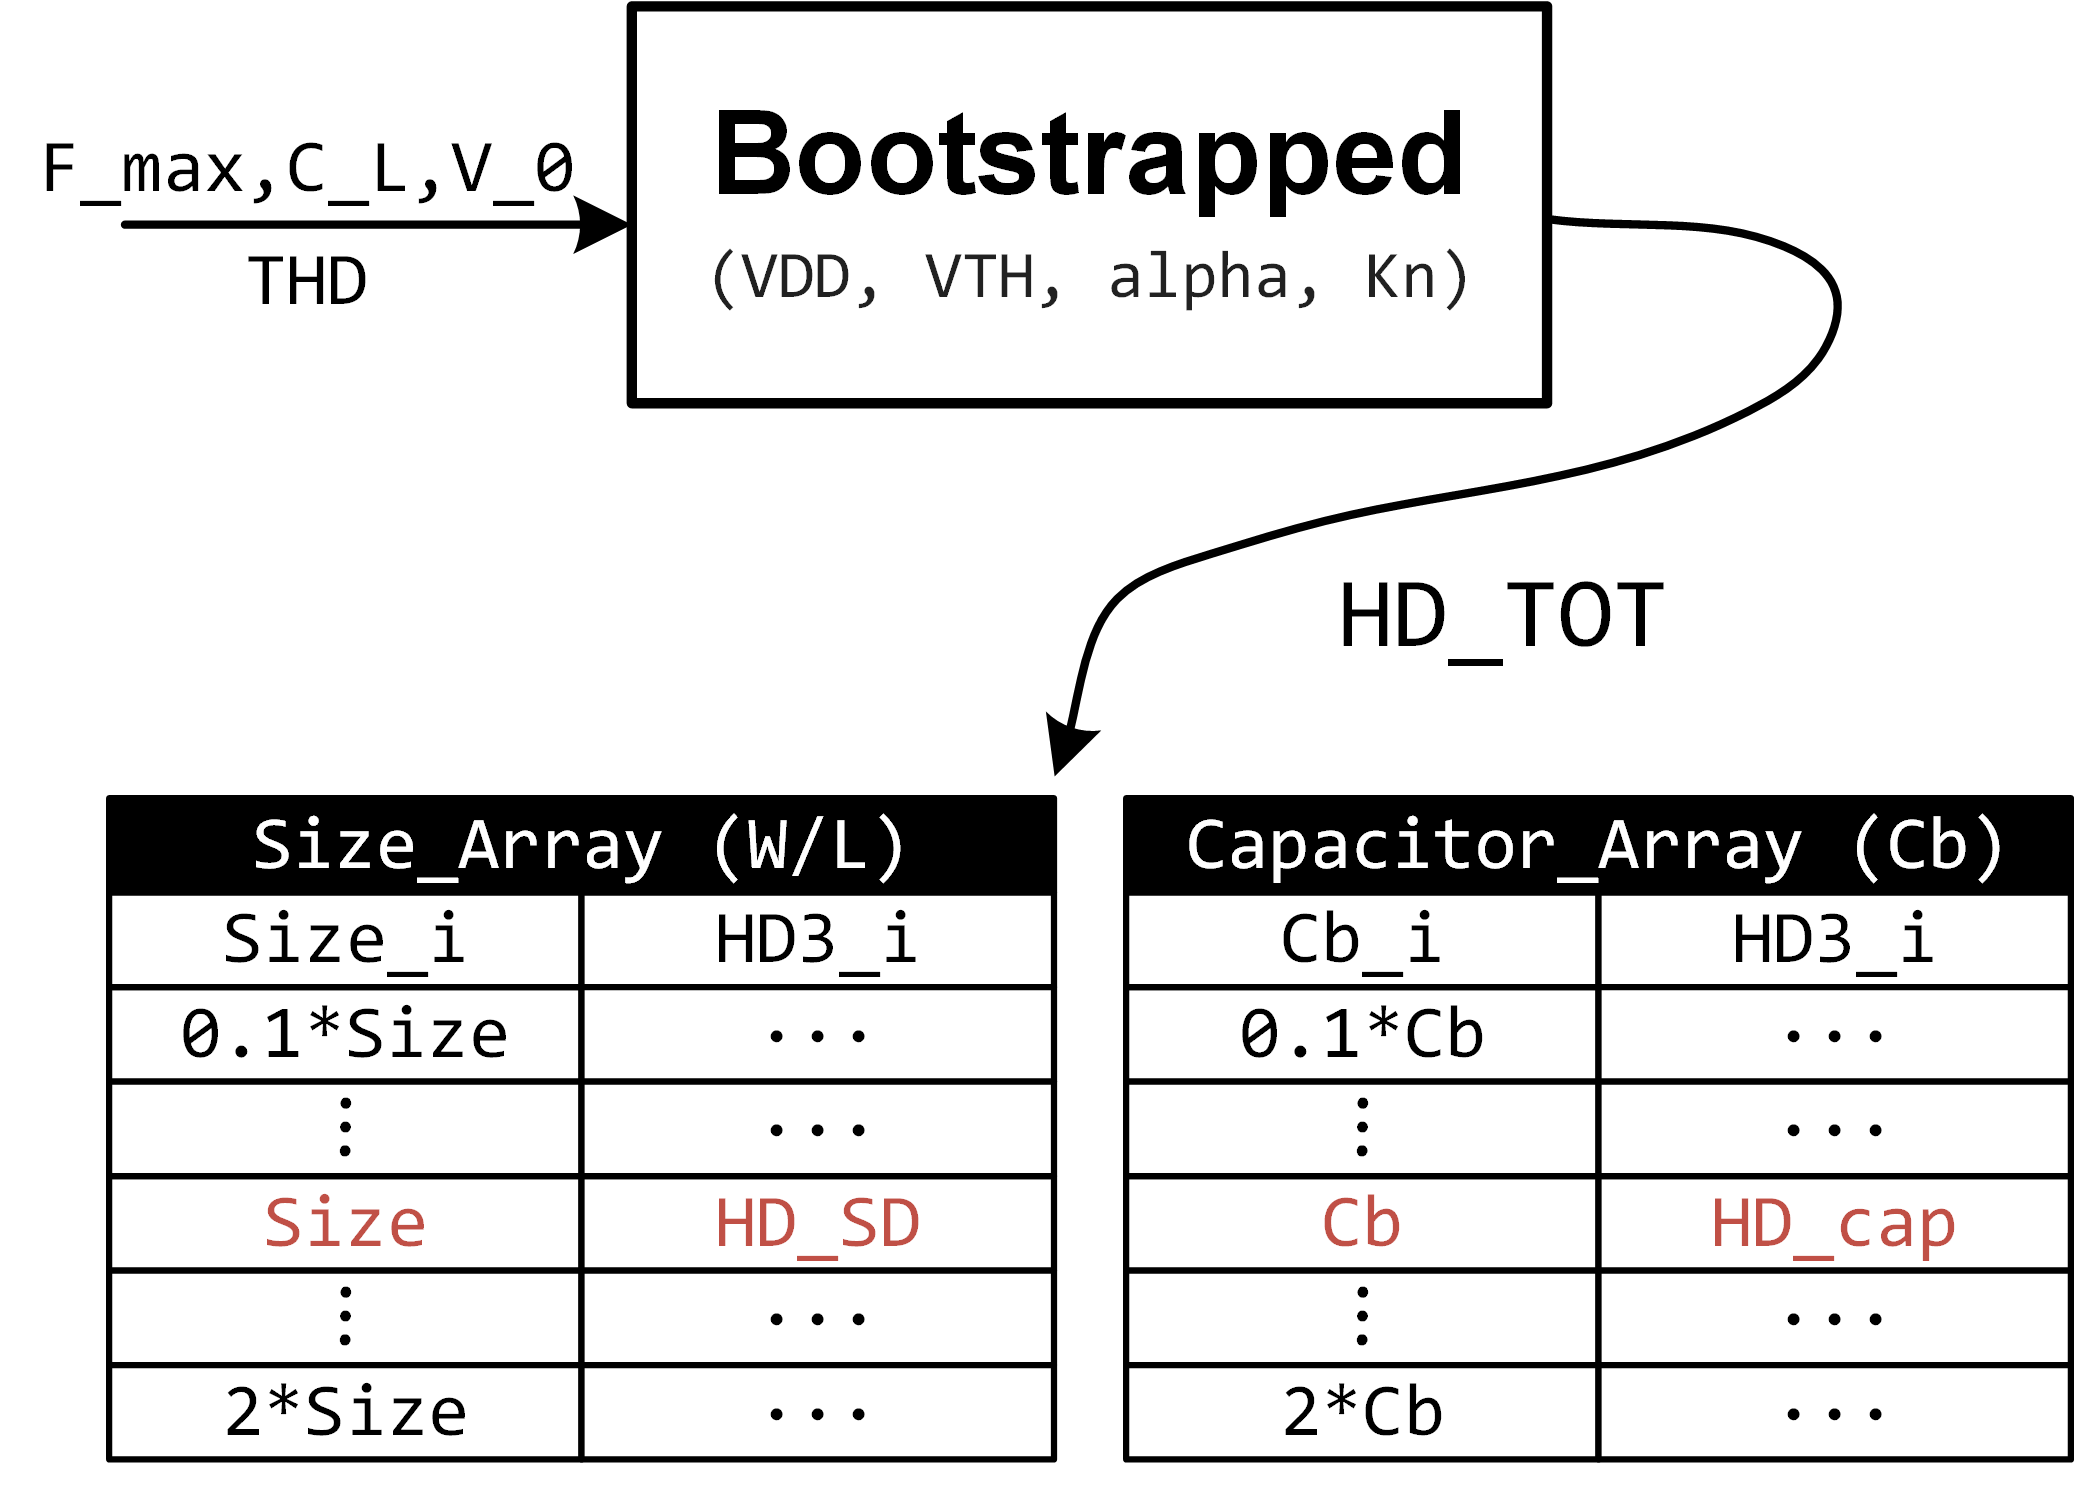 F_max,C_L,V_0
THD
Bootstrapped
(VDD, VTH, alpha, Kn)
HD_TOT
Size_Array (W/L)
Size_i HD3_i
0.1*Size ...
⋮ ...
Size HD_SD
⋮ ...
2*Size ...
Capacitor_Array (Cb)
Cb_i HD3_i
0.1*Cb ...
⋮ ...
Cb HD_cap
⋮ ...
2*Cb ...